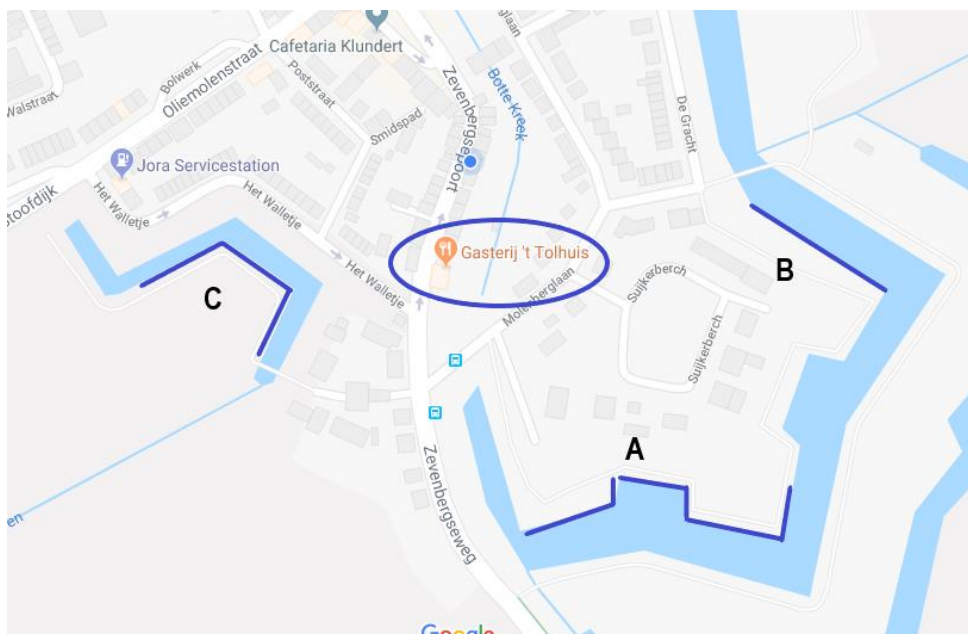 Cafetaria Klundert
Bolwerk
Oliemolenstraat
Walstraat
Poststraat
Smidspad
Zevenbergsepoort
Botte Kreek
De Gracht
Jora Servicestation
Het Walletje
Het Walletje
Het Walletje
Gasterij 't Tolhuis
Molenberglaan
Suijkerberch
Suijkerberch
B
C
A
Zevenbergseweg
Google